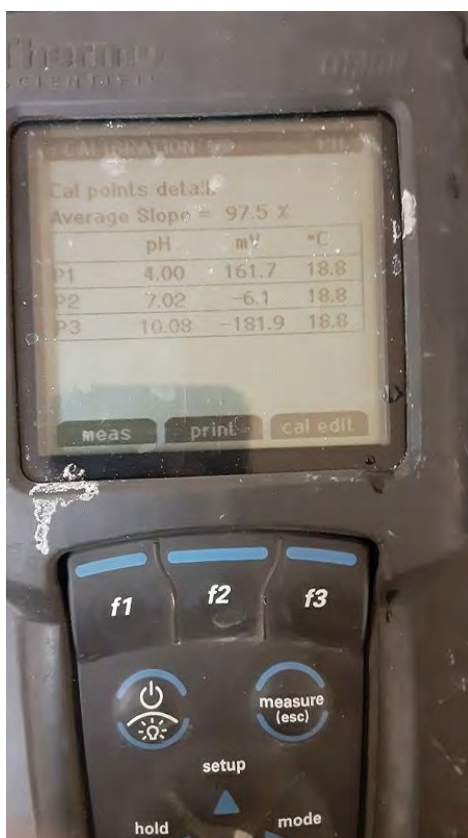 Thermo
SCIENTIFIC
CALIBRATION
Cal points detail
Average Slope = 97.5 %
pH mV °C
P1 4.00 161.7 18.8
P2 7.02 -6.1 18.8
P3 10.08 -181.9 18.8
meas print cal edit
f1 f2 f3
measure
(esc)
setup
hold mode